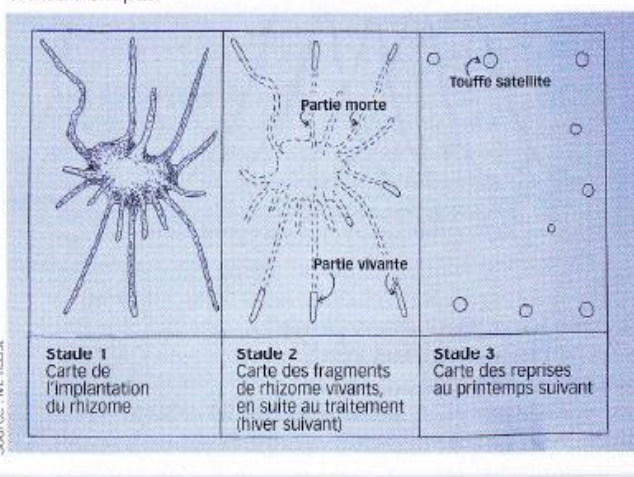 Touffe satellite
Partie morte
Partie vivante
Stade 1
Carte de
l'implantation
du rhizome
Stade 2
Carte des fragments
de rhizome vivants,
en suite au traitement
(hiver suivant)
Stade 3
Carte des reprises
au printemps suivant